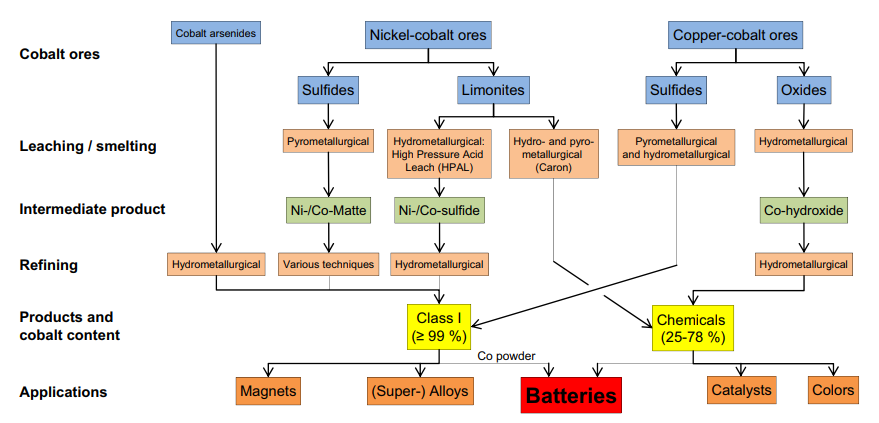 Cobalt ores
Cobalt arsenides
Nickel-cobalt ores
Copper-cobalt ores
Sulfides
Limonites
Sulfides
Oxides
Leaching / smelting
Pyrometallurgical
Hydrometallurgical:
High Pressure Acid
Leach (HPAL)
Hydro- and pyro-
metallurgical
(Caron)
Pyrometallurgical
and hydrometallurgical
Hydrometallurgical
Intermediate product
Ni-/Co-Matte
Ni-/Co-sulfide
Co-hydroxide
Refining
Hydrometallurgical
Various techniques
Hydrometallurgical
Hydrometallurgical
Products and
cobalt content
Class I
(≥ 99 %)
Chemicals
(25-78 %)
Co powder
Applications
Magnets
(Super-) Alloys
Batteries
Catalysts
Colors